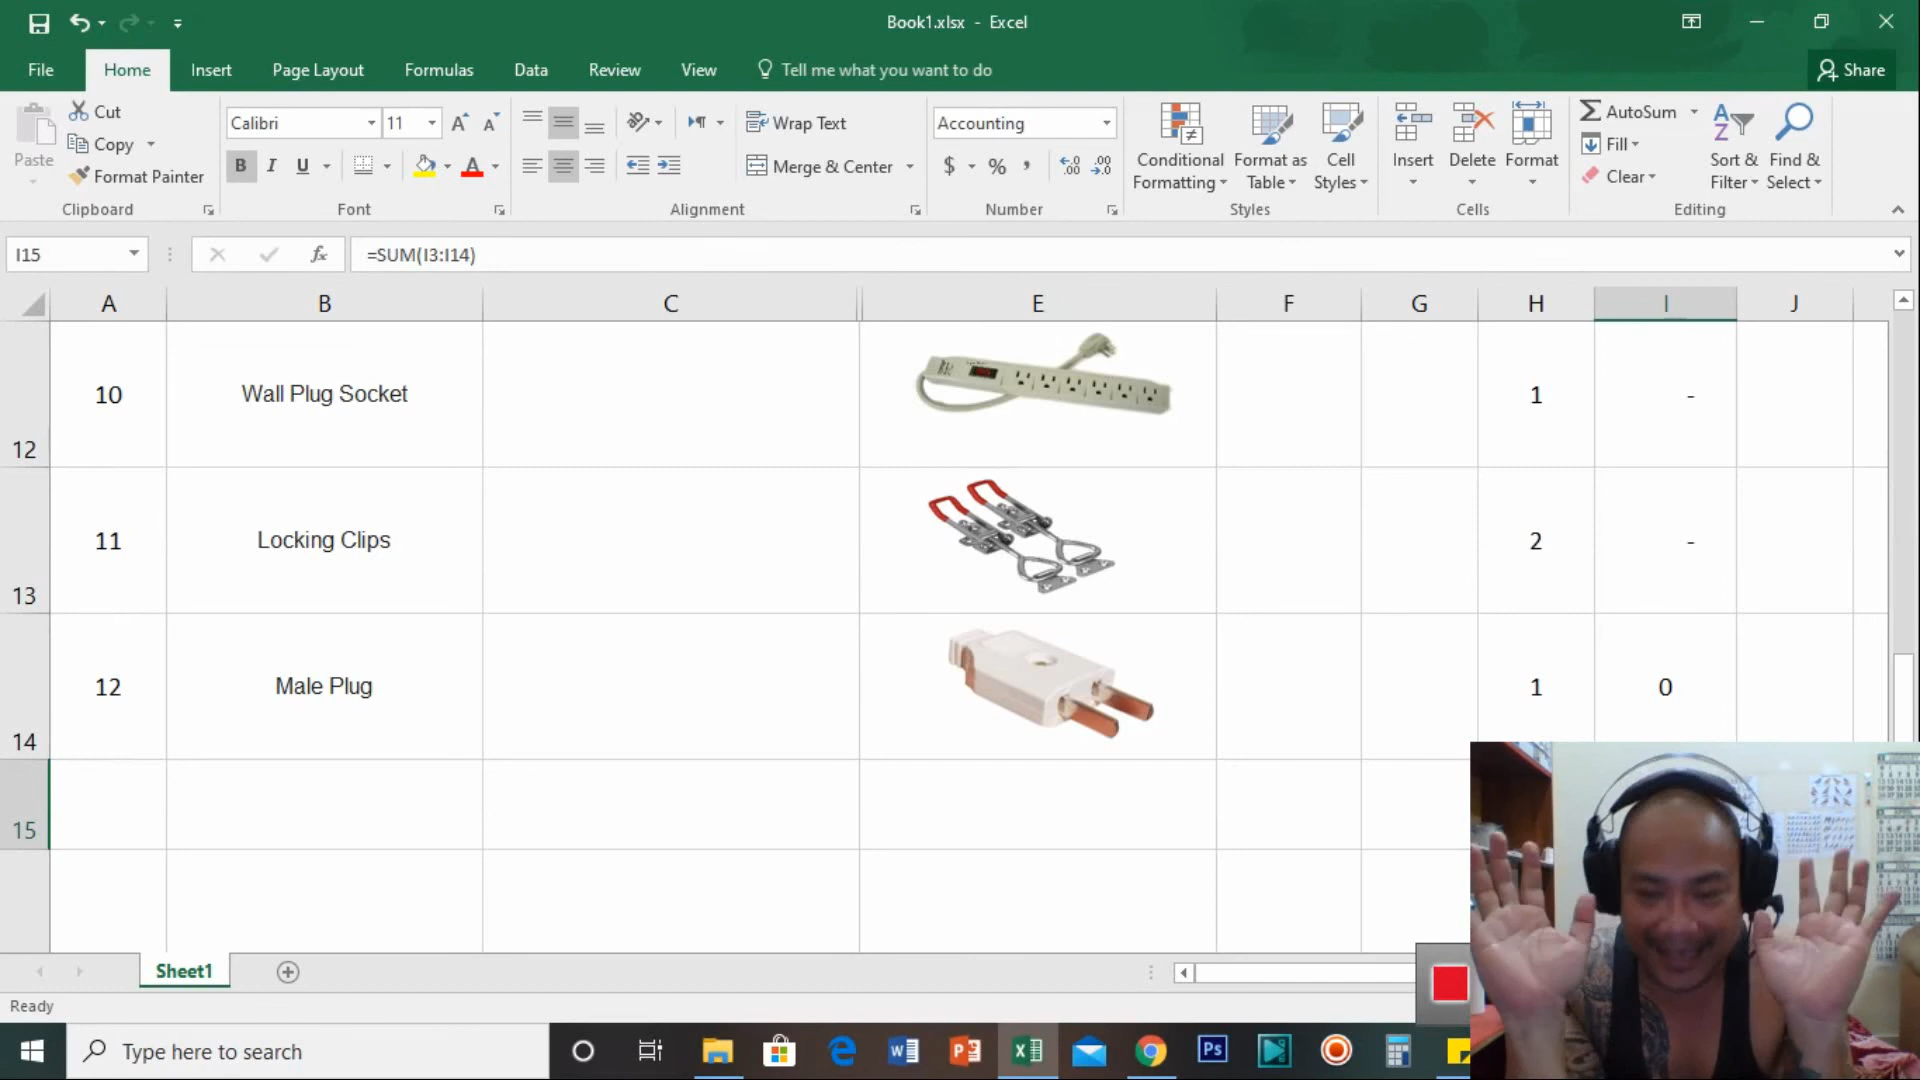 Book1.xlsx - Excel
File Home Insert Page Layout Formulas Data Review View Tell me what you want to do Share
Paste Cut Copy Format Painter Clipboard
Calibri 11 A A B I U A Font
Wrap Text Merge & Center Alignment
Accounting $ % , Number
Conditional Formatting Format as Table Cell Styles Styles
Insert Delete Format Cells
AutoSum Fill Clear Sort & Filter Find & Select Editing
I15 fx =SUM(I3:I14)
A B C E F G H I J
12 10 Wall Plug Socket 1 -
13 11 Locking Clips 2 -
14 12 Male Plug 1 0
15
Sheet1
Ready
Type here to search
Ps